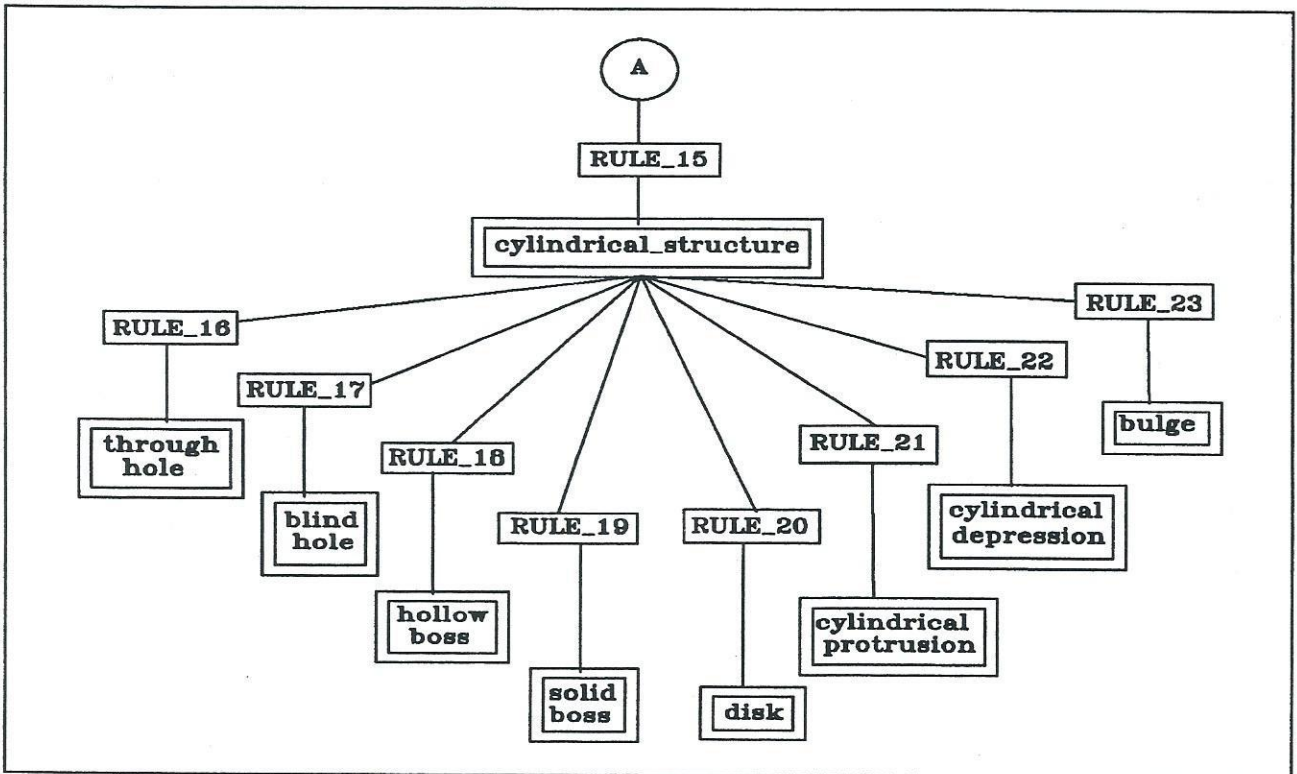 A
RULE_15
cylindrical_structure
RULE_16
through
hole
RULE_17
blind
hole
RULE_18
hollow
boss
RULE_19
solid
boss
RULE_20
disk
RULE_21
cylindrical
protrusion
RULE_22
cylindrical
depression
RULE_23
bulge